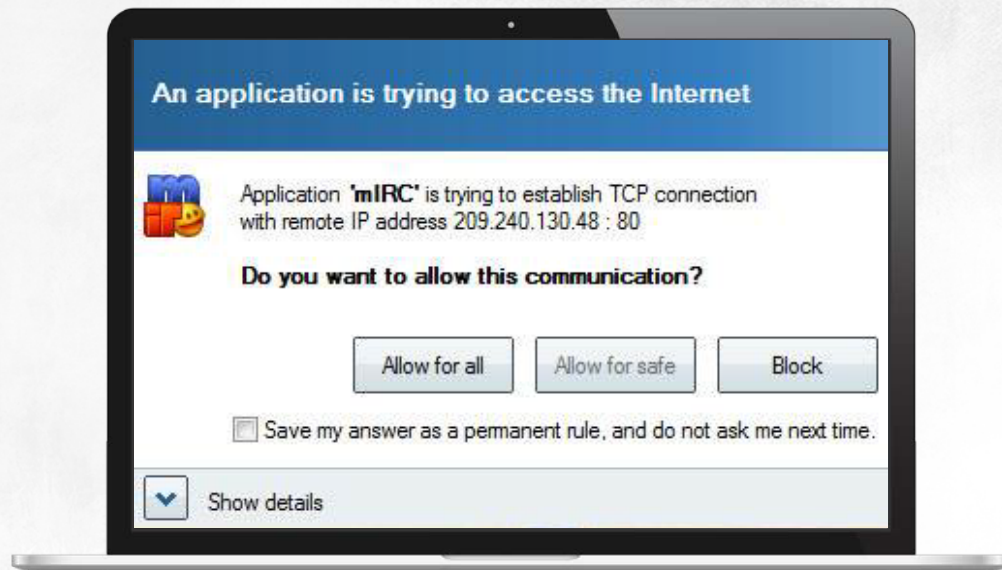 An application is trying to access the Internet
Application 'mIRC' is trying to establish TCP connection
with remote IP address 209.240.130.48 : 80
Do you want to allow this communication?
Allow for all
Allow for safe
Block
Save my answer as a permanent rule, and do not ask me next time.
Show details